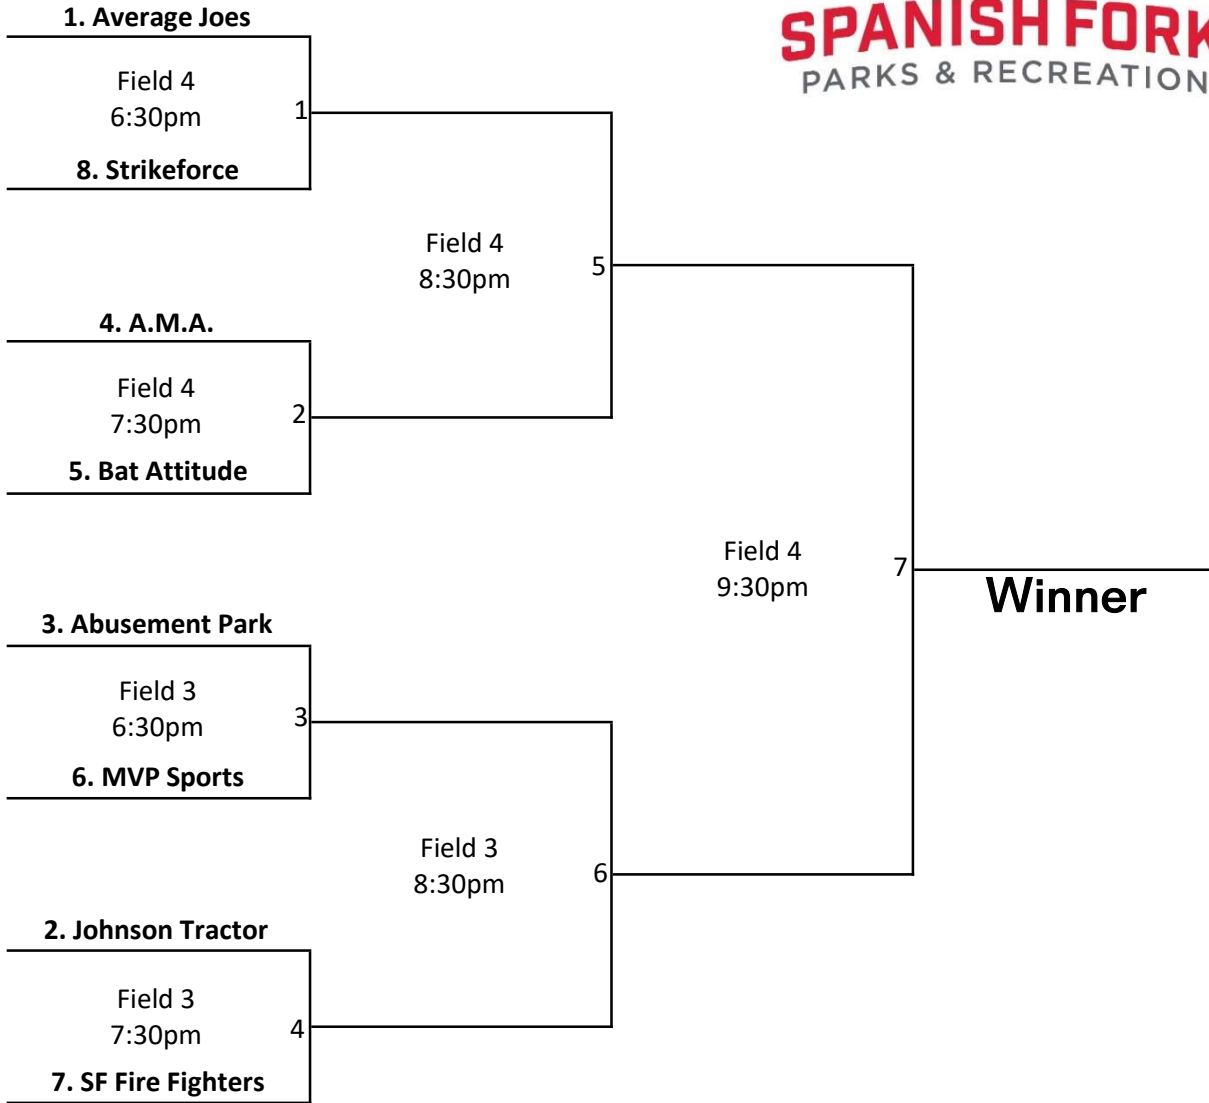 1. Average Joes
SPANISH FORK
PARKS & RECREATION
Field 4
6:30pm
1
8. Strikeforce
Field 4
8:30pm
5
4. A.M.A.
Field 4
7:30pm
2
5. Bat Attitude
Field 4
9:30pm
7
Winner
3. Abusement Park
Field 3
6:30pm
3
6. MVP Sports
Field 3
8:30pm
6
2. Johnson Tractor
Field 3
7:30pm
4
7. SF Fire Fighters